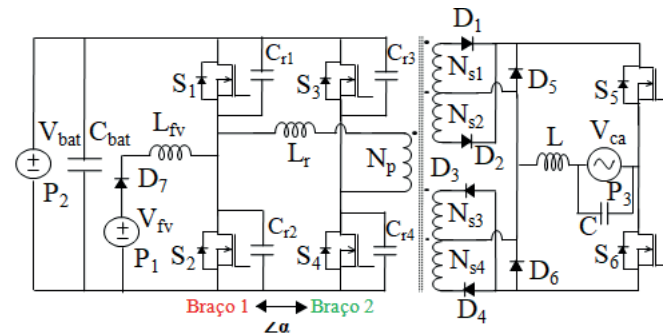 D1
Cr1
Cr3
Ns1
S1
S3
D5
S5
Vbat
Cbat
Lfv
Ns2
D2
L
Vca
Lr
Np
D7
D3
P2
Vfv
Cr2
Cr4
Ns3
C
P3
P1
S2
S4
Ns4
D6
S6
D4
Braço 1
Braço 2
∠α